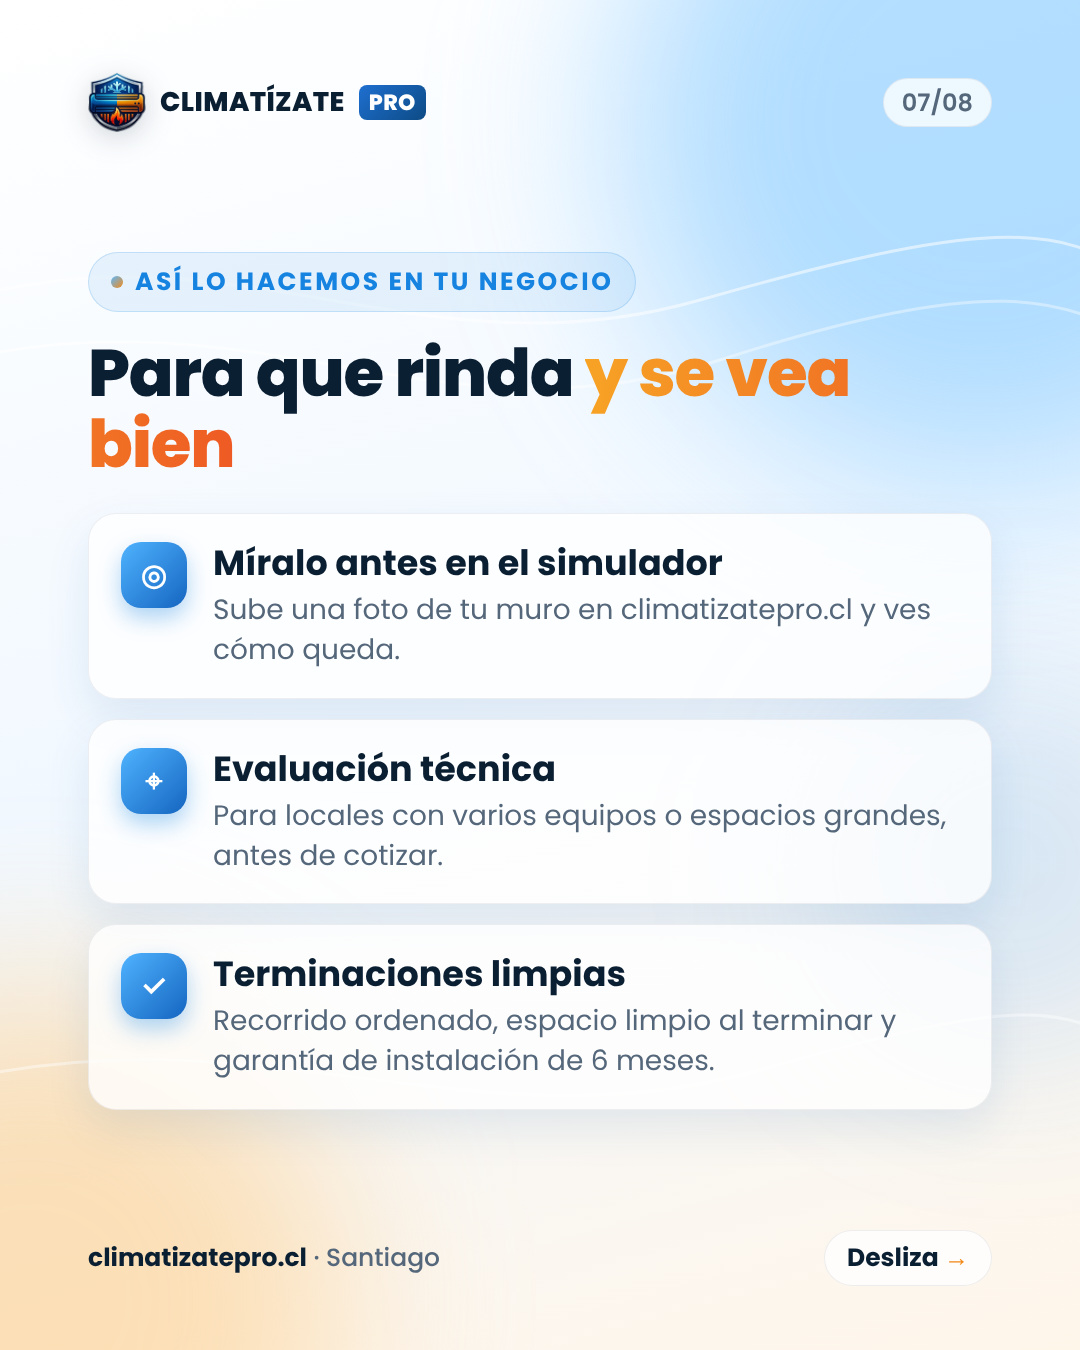 CLIMATÍZATE PRO
07/08
ASÍ LO HACEMOS EN TU NEGOCIO
Para que rinda y se vea
bien
Míralo antes en el simulador
Sube una foto de tu muro en climatizatepro.cl y ves
cómo queda.
Evaluación técnica
Para locales con varios equipos o espacios grandes,
antes de cotizar.
Terminaciones limpias
Recorrido ordenado, espacio limpio al terminar y
garantía de instalación de 6 meses.
climatizatepro.cl · Santiago
Desliza →